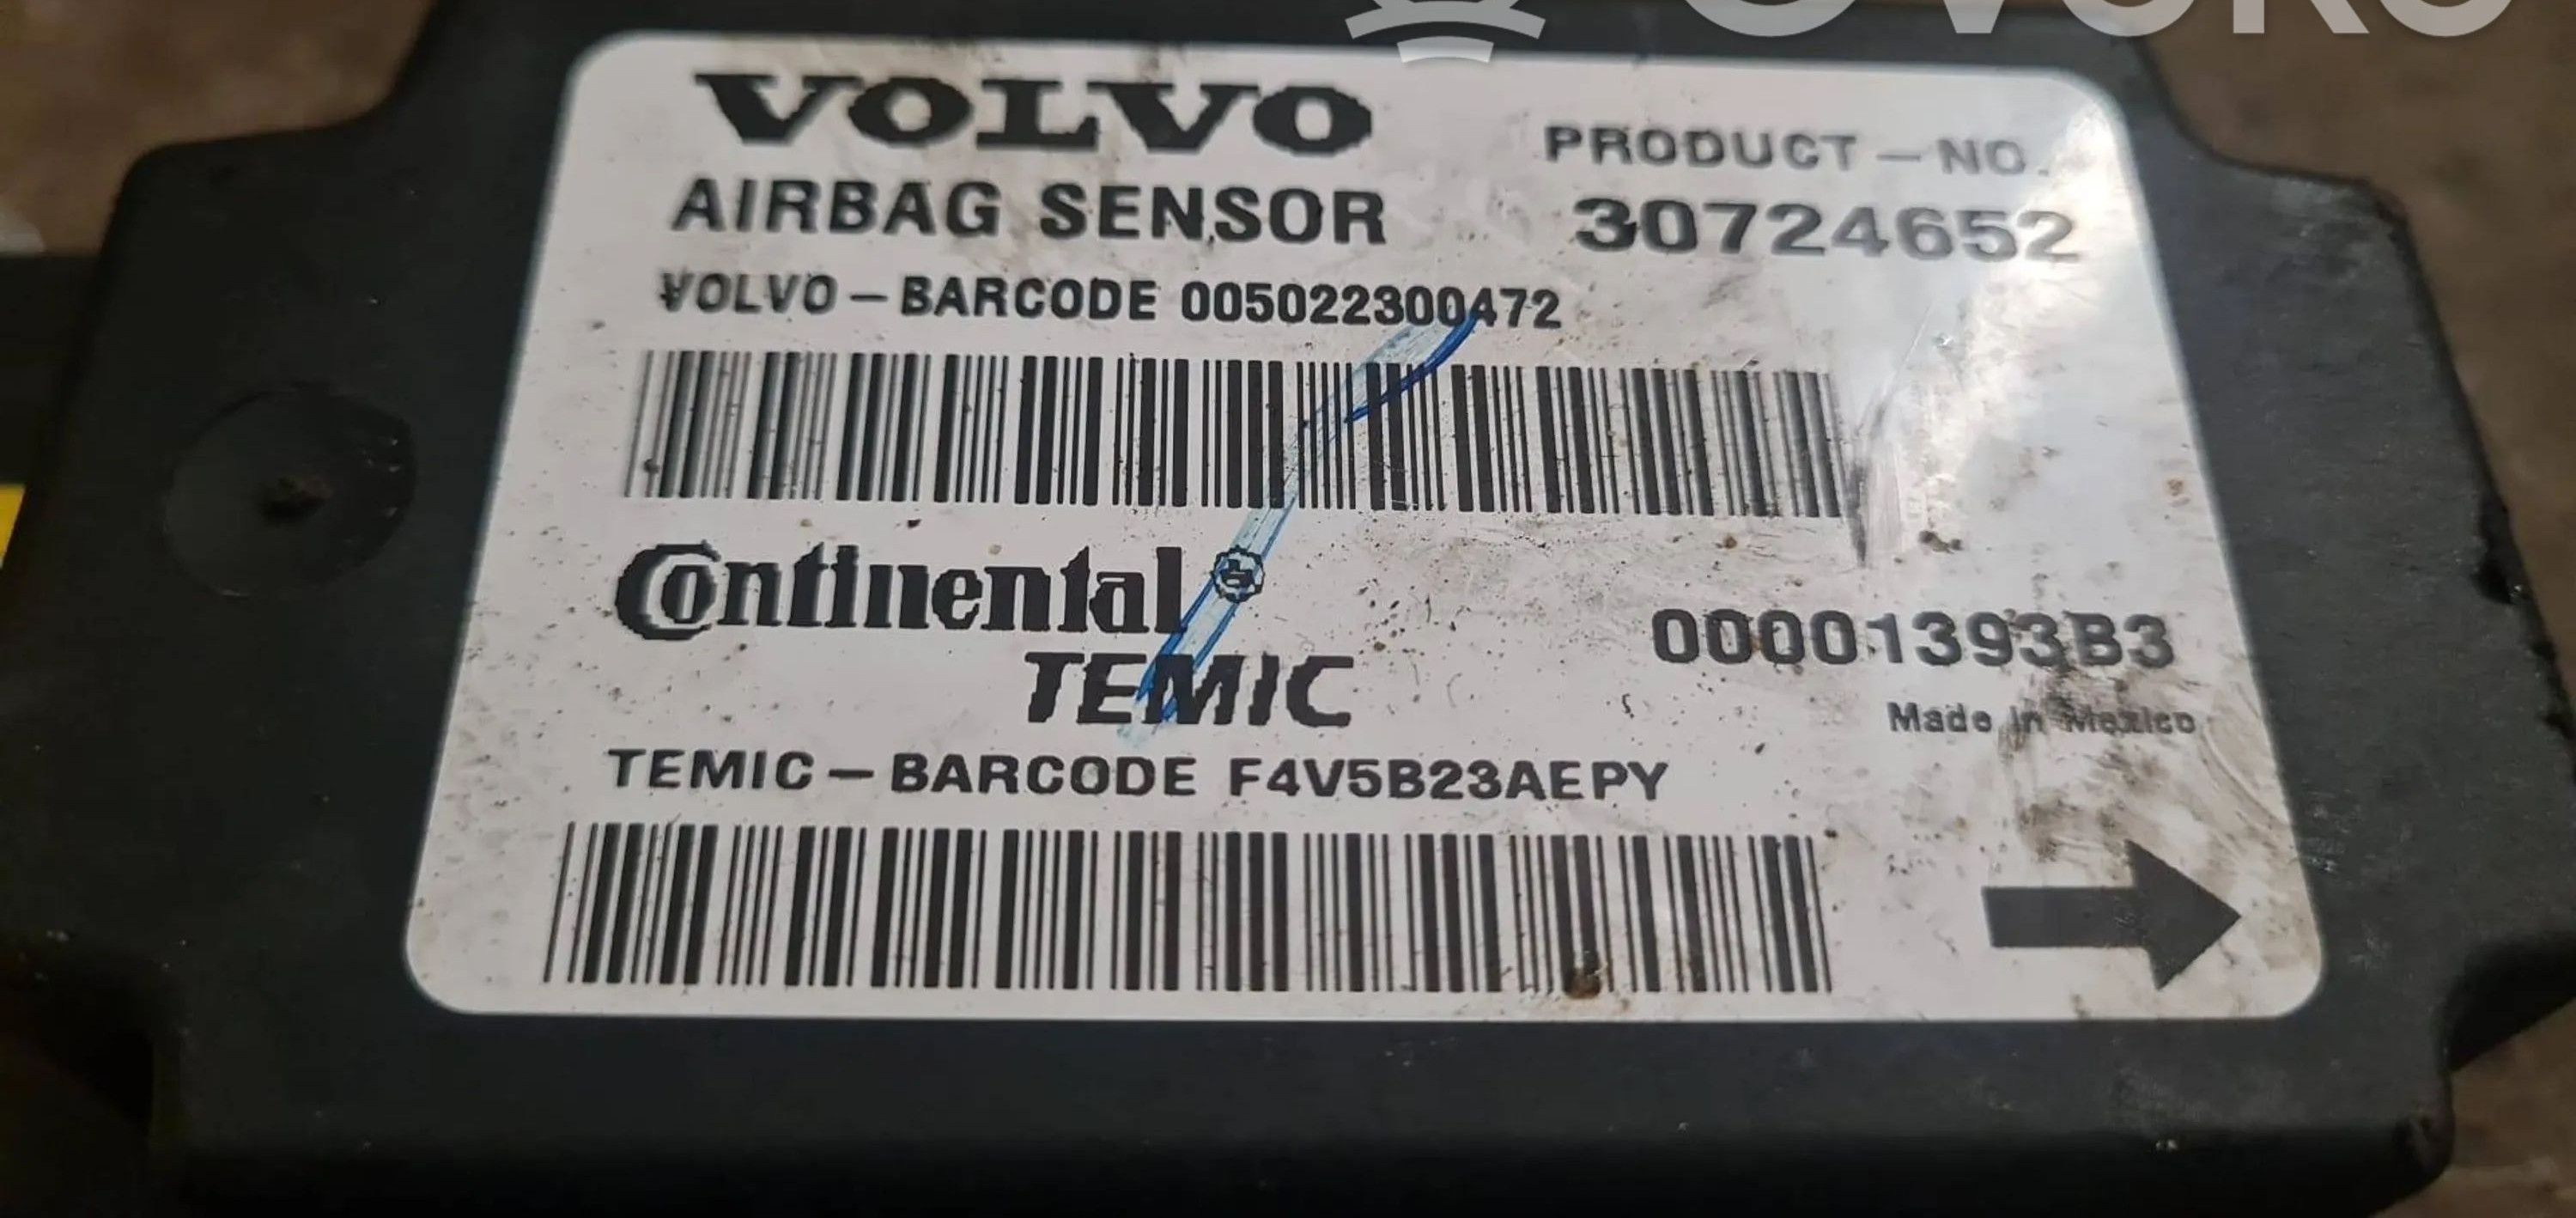 VOLVO
PRODUCT - NO.
AIRBAG SENSOR
30724652
VOLVO - BARCODE 005022300472
Continental
TEMIC
00001393B3
Made in Mexico
TEMIC - BARCODE F4V5B23AEPY